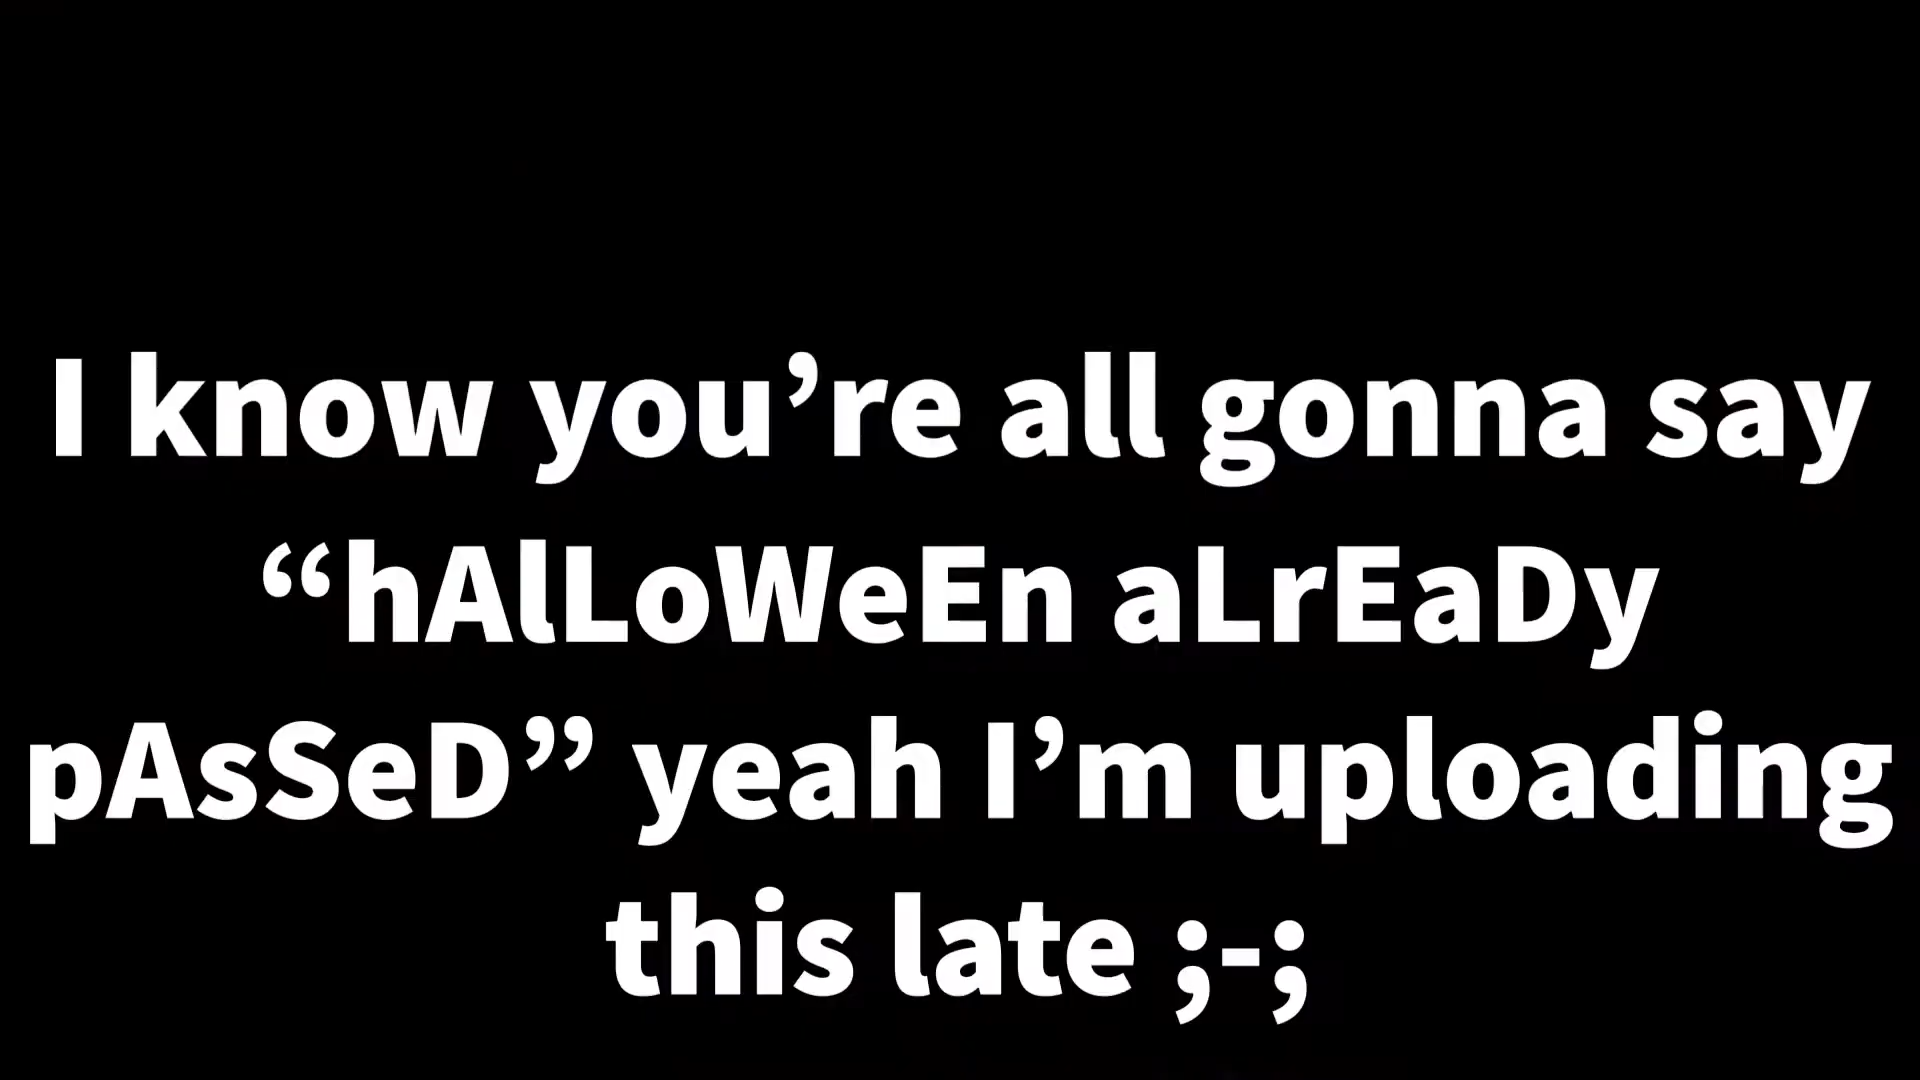 I know you’re all gonna say
“hAlLoWeEn aLrEaDy
pAsSeD” yeah I’m uploading
this late ;-;